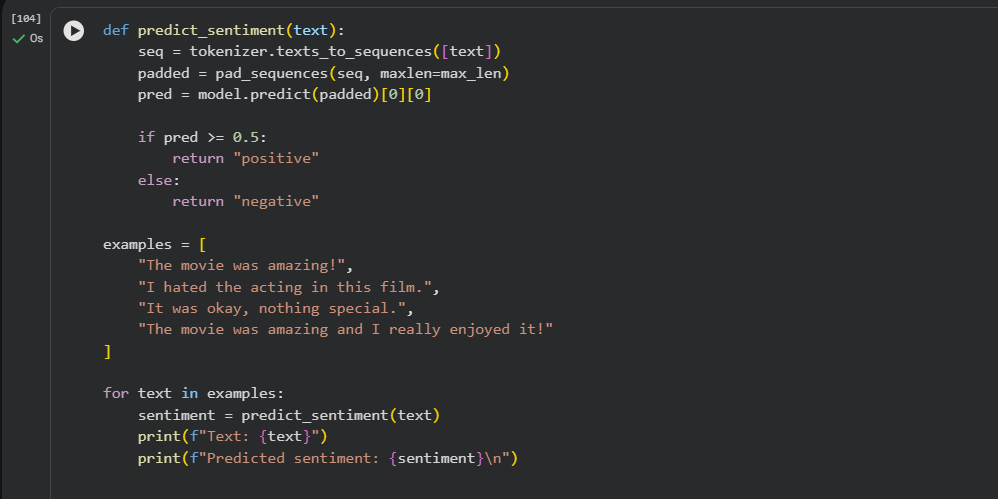 [104]
0s
def predict_sentiment(text):
    seq = tokenizer.texts_to_sequences([text])
    padded = pad_sequences(seq, maxlen=max_len)
    pred = model.predict(padded)[0][0]

    if pred >= 0.5:
        return "positive"
    else:
        return "negative"

examples = [
    "The movie was amazing!",
    "I hated the acting in this film.",
    "It was okay, nothing special.",
    "The movie was amazing and I really enjoyed it!"
]

for text in examples:
    sentiment = predict_sentiment(text)
    print(f"Text: {text}")
    print(f"Predicted sentiment: {sentiment}\n")